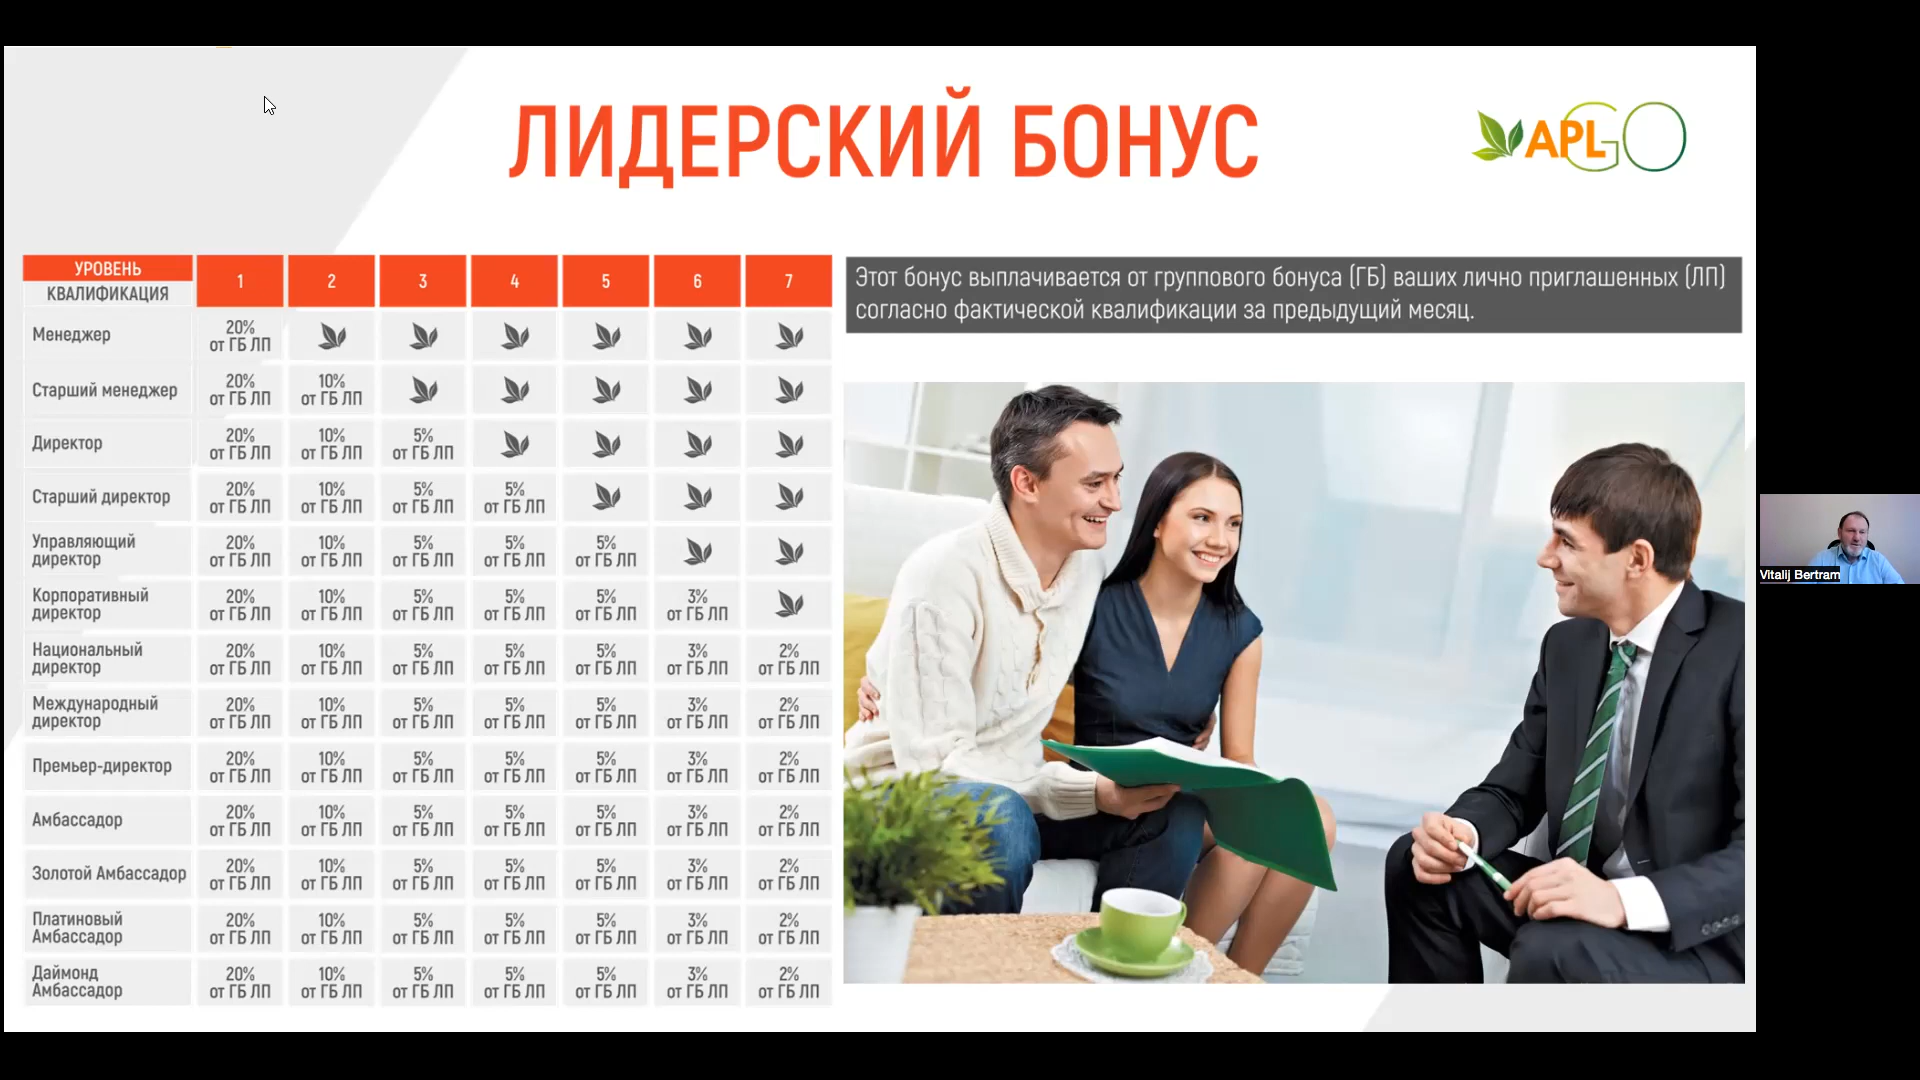 ЛИДЕРСКИЙ БОНУС
APL GO
УРОВЕНЬ
КВАЛИФИКАЦИЯ
1 2 3 4 5 6 7
Менеджер
20%
от ГБ ЛП
Старший менеджер
20% 10%
от ГБ ЛП от ГБ ЛП
Директор
20% 10% 5%
от ГБ ЛП от ГБ ЛП от ГБ ЛП
Старший директор
20% 10% 5% 5%
от ГБ ЛП от ГБ ЛП от ГБ ЛП от ГБ ЛП
Управляющий
директор
20% 10% 5% 5% 5%
от ГБ ЛП от ГБ ЛП от ГБ ЛП от ГБ ЛП от ГБ ЛП
Корпоративный
директор
20% 10% 5% 5% 5% 3%
от ГБ ЛП от ГБ ЛП от ГБ ЛП от ГБ ЛП от ГБ ЛП от ГБ ЛП
Национальный
директор
20% 10% 5% 5% 5% 3% 2%
от ГБ ЛП от ГБ ЛП от ГБ ЛП от ГБ ЛП от ГБ ЛП от ГБ ЛП от ГБ ЛП
Международный
директор
20% 10% 5% 5% 5% 3% 2%
от ГБ ЛП от ГБ ЛП от ГБ ЛП от ГБ ЛП от ГБ ЛП от ГБ ЛП от ГБ ЛП
Премьер-директор
20% 10% 5% 5% 5% 3% 2%
от ГБ ЛП от ГБ ЛП от ГБ ЛП от ГБ ЛП от ГБ ЛП от ГБ ЛП от ГБ ЛП
Амбассадор
20% 10% 5% 5% 5% 3% 2%
от ГБ ЛП от ГБ ЛП от ГБ ЛП от ГБ ЛП от ГБ ЛП от ГБ ЛП от ГБ ЛП
Золотой Амбассадор
20% 10% 5% 5% 5% 3% 2%
от ГБ ЛП от ГБ ЛП от ГБ ЛП от ГБ ЛП от ГБ ЛП от ГБ ЛП от ГБ ЛП
Платиновый
Амбассадор
20% 10% 5% 5% 5% 3% 2%
от ГБ ЛП от ГБ ЛП от ГБ ЛП от ГБ ЛП от ГБ ЛП от ГБ ЛП от ГБ ЛП
Даймонд
Амбассадор
20% 10% 5% 5% 5% 3% 2%
от ГБ ЛП от ГБ ЛП от ГБ ЛП от ГБ ЛП от ГБ ЛП от ГБ ЛП от ГБ ЛП
Этот бонус выплачивается от группового бонуса (ГБ) ваших лично приглашенных (ЛП)
согласно фактической квалификации за предыдущий месяц.
Vitalij Bertram